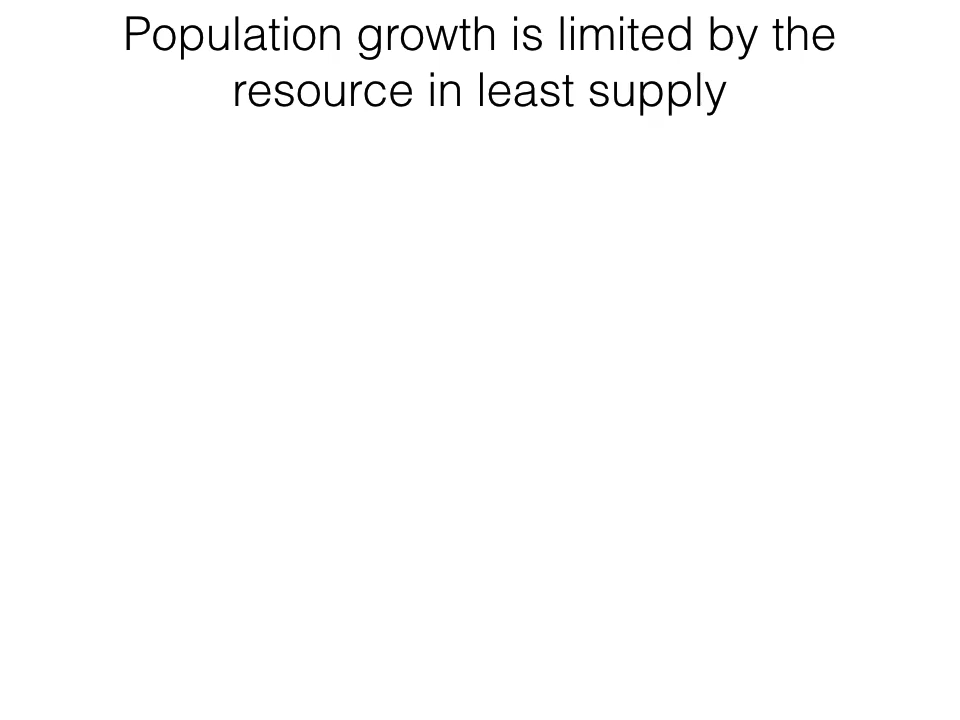 Population growth is limited by the
resource in least supply